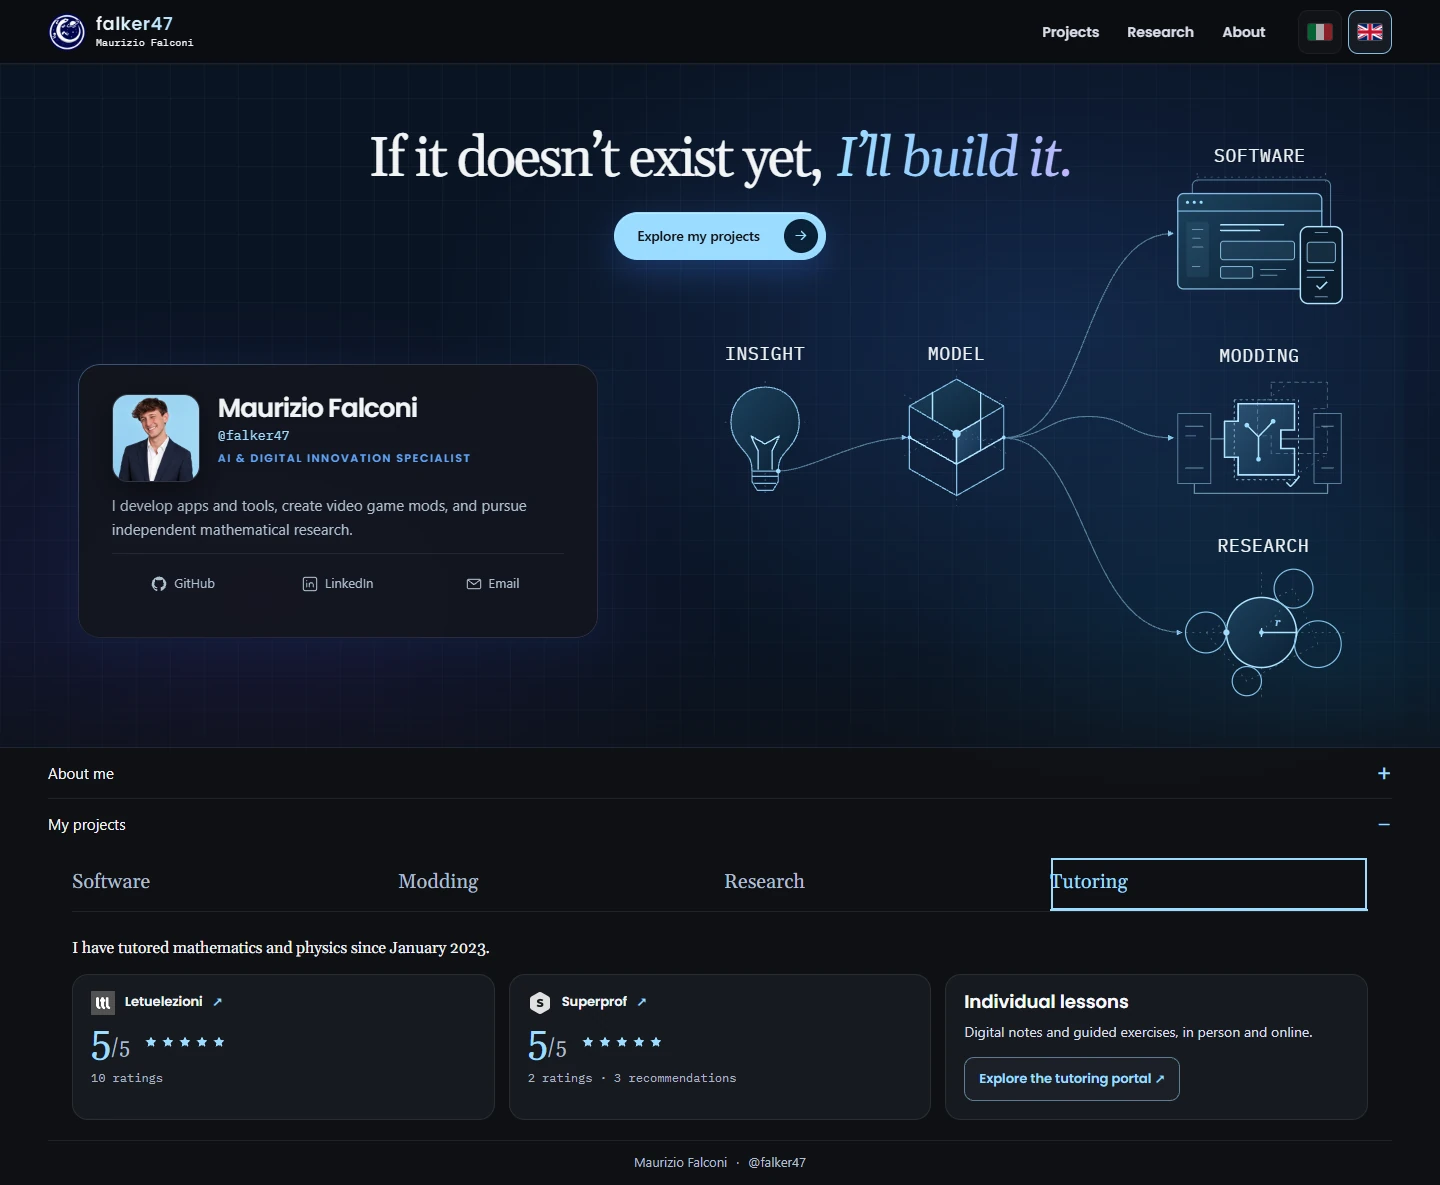 falker47
Maurizio Falconi
Projects
Research
About
If it doesn’t exist yet, I’ll build it.
Explore my projects
SOFTWARE
INSIGHT
MODEL
MODDING
RESEARCH
r
Maurizio Falconi
@falker47
AI & DIGITAL INNOVATION SPECIALIST
I develop apps and tools, create video game mods, and pursue
independent mathematical research.
GitHub
LinkedIn
Email
About me
My projects
Software
Modding
Research
Tutoring
I have tutored mathematics and physics since January 2023.
Letuelezioni ↗
5/5 ★ ★ ★ ★ ★
10 ratings
S
Superprof ↗
5/5 ★ ★ ★ ★ ★
2 ratings · 3 recommendations
Individual lessons
Digital notes and guided exercises, in person and online.
Explore the tutoring portal ↗
Maurizio Falconi · @falker47